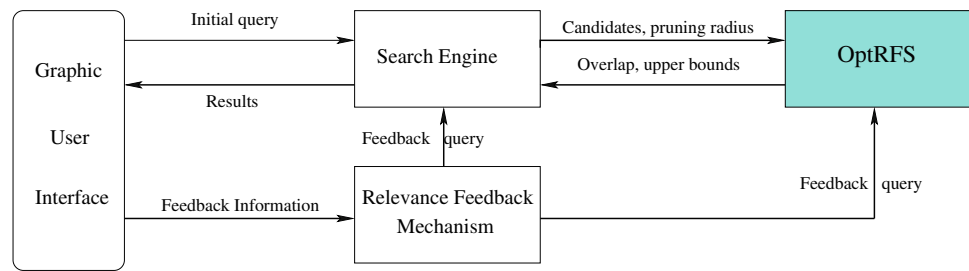 Initial query
Candidates, pruning radius
Graphic
User
Interface
Search Engine
OptRFS
Overlap, upper bounds
Results
Feedback query
Feedback Information
Relevance Feedback
Mechanism
Feedback query